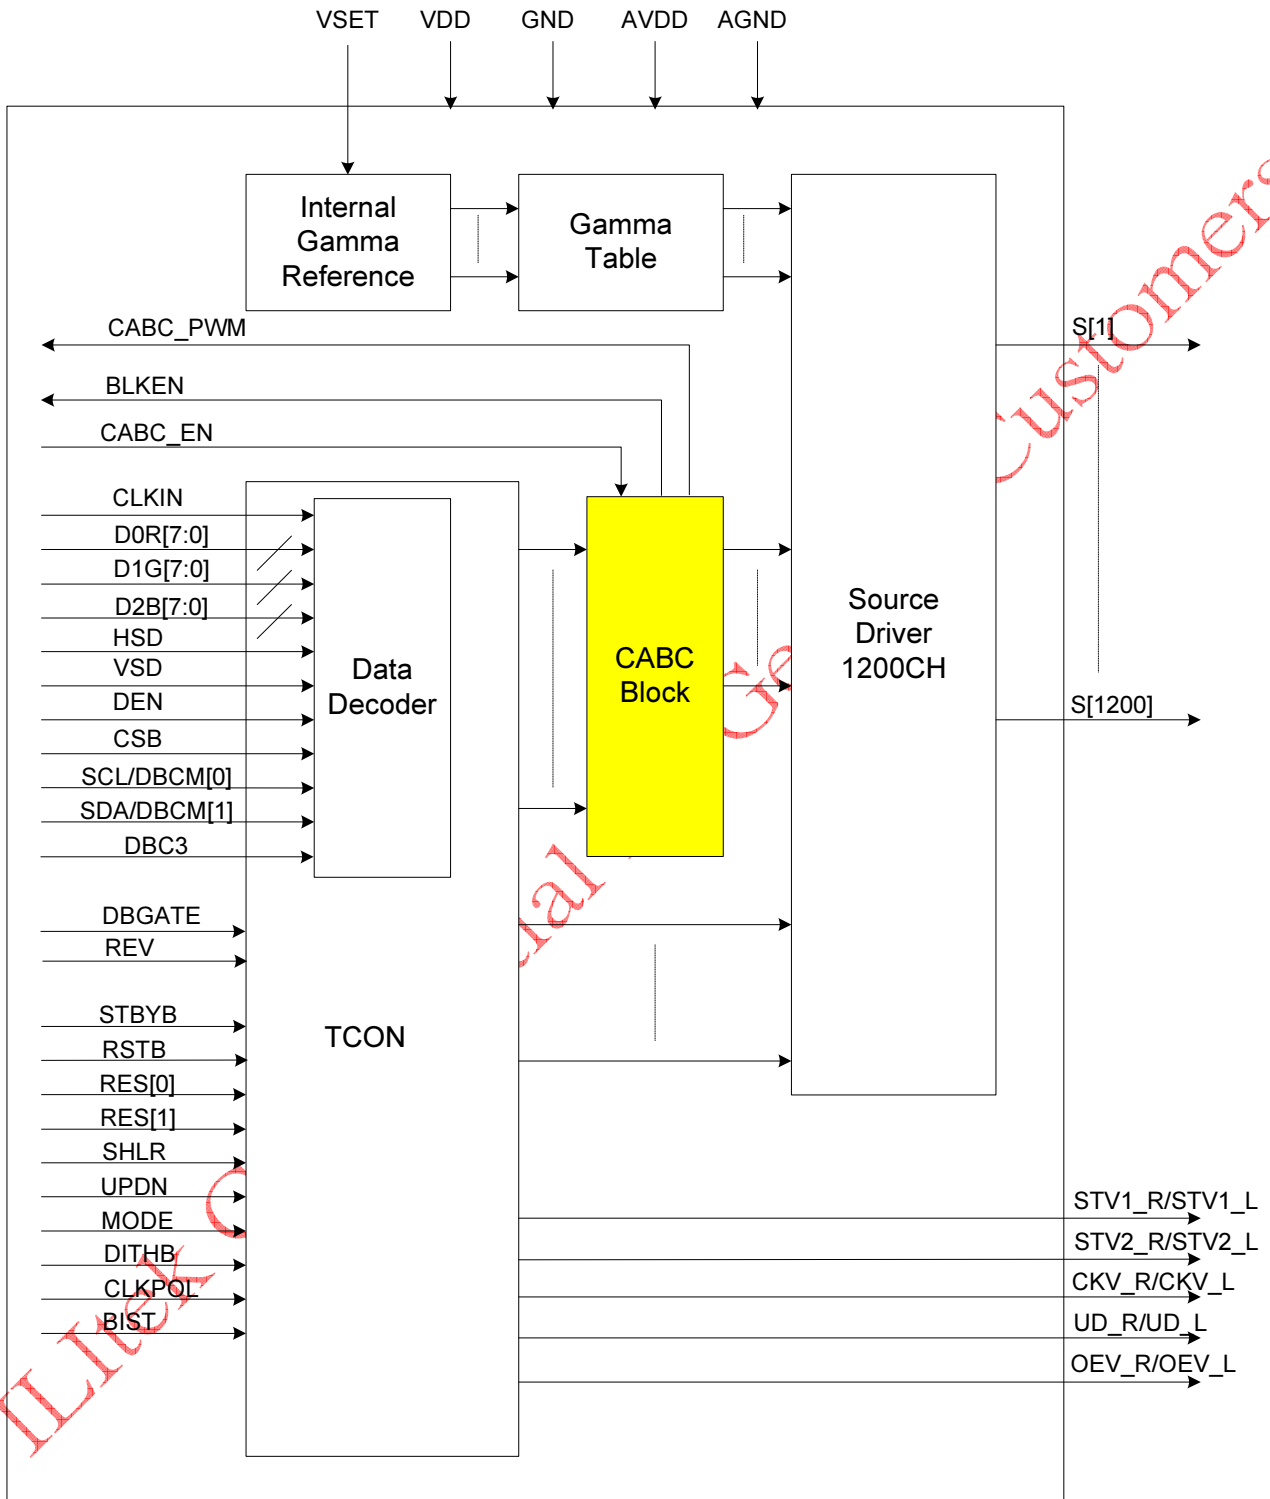 VSET VDD GND AVDD AGND
Internal
Gamma
Reference
Gamma
Table
CABC_PWM
BLKEN
CABC_EN
S[1]
CLKIN
D0R[7:0]
D1G[7:0]
D2B[7:0]
HSD
VSD
DEN
CSB
SCL/DBCM[0]
SDA/DBCM[1]
DBC3
Data
Decoder
CABC
Block
Source
Driver
1200CH
S[1200]
DBGATE
REV
STBYB
RSTB
RES[0]
RES[1]
SHLR
UPDN
MODE
DITHB
CLKPOL
BIST
TCON
STV1_R/STV1_L
STV2_R/STV2_L
CKV_R/CKV_L
UD_R/UD_L
OEV_R/OEV_L
ILItek
Customers